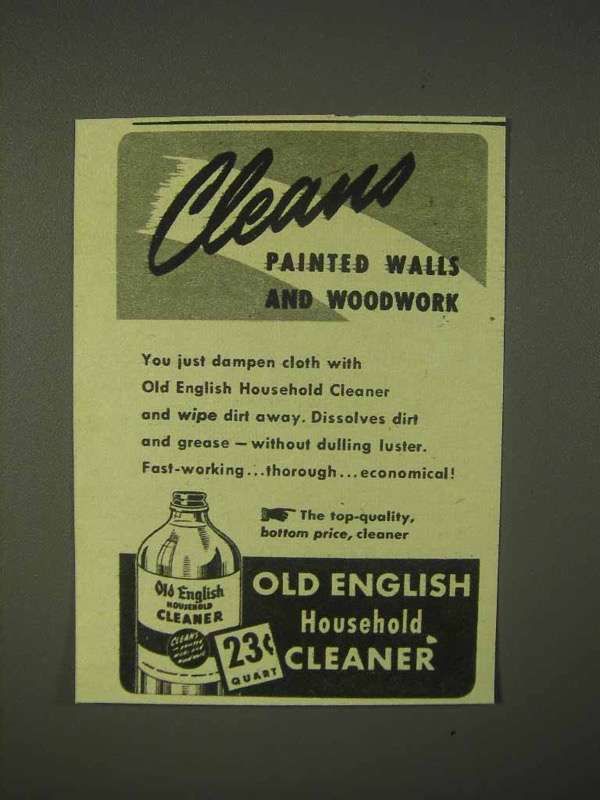 Cleans
PAINTED WALLS
AND WOODWORK
You just dampen cloth with
Old English Household Cleaner
and wipe dirt away. Dissolves dirt
and grease — without dulling luster.
Fast-working...thorough...economical!
The top-quality,
bottom price, cleaner
Old English
HOUSEHOLD
CLEANER
CLEANS
23¢
QUART
OLD ENGLISH
Household
CLEANER